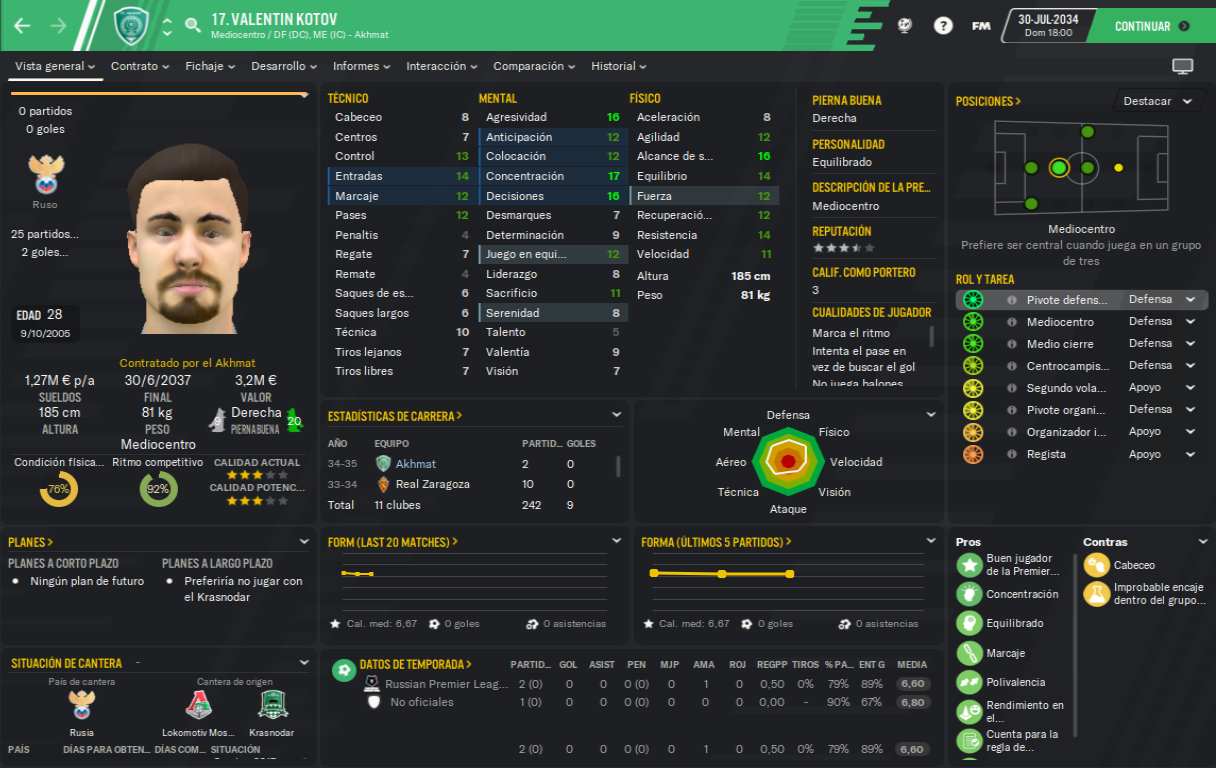 17. VALENTIN KOTOV
Mediocentro / DF (DC), ME (IC) - Akhmat
?
FM
30-JUL-2034
Dom 18:00
CONTINUAR
Vista general
Contrato
Fichaje
Desarrollo
Informes
Interacción
Comparación
Historial
0 partidos
0 goles
Ruso
25 partidos...
2 goles...
EDAD 28
9/10/2005
Contratado por el Akhmat
1,27M € p/a
SUELDOS
30/6/2037
FINAL
3,2M €
VALOR
185 cm
ALTURA
81 kg
PESO
9
Derecha
PIERNA BUENA
20
Mediocentro
Condición física...
76%
Ritmo competitivo
92%
CALIDAD ACTUAL
CALIDAD POTENC...
TÉCNICO
Cabeceo 8
Centros 7
Control 13
Entradas 14
Marcaje 12
Pases 12
Penaltis 4
Regate 7
Remate 4
Saques de es... 6
Saques largos 6
Técnica 10
Tiros lejanos 7
Tiros libres 7
MENTAL
Agresividad 16
Anticipación 12
Colocación 12
Concentración 17
Decisiones 16
Desmarques 7
Determinación 9
Juego en equi... 12
Liderazgo 8
Sacrificio 11
Serenidad 8
Talento 5
Valentía 9
Visión 7
FÍSICO
Aceleración 8
Agilidad 12
Alcance de s... 16
Equilibrio 14
Fuerza 12
Recuperació... 12
Resistencia 14
Velocidad 11
Altura 185 cm
Peso 81 kg
PIERNA BUENA
Derecha
PERSONALIDAD
Equilibrado
DESCRIPCIÓN DE LA PRE...
Mediocentro
REPUTACIÓN
CALIF. COMO PORTERO
3
CUALIDADES DE JUGADOR
Marca el ritmo
Intenta el pase en
vez de buscar el gol
No juega balones
POSICIONES >
Destacar
Mediocentro
Prefiere ser central cuando juega en un grupo
de tres
ROL Y TAREA
Pivote defens... Defensa
Mediocentro Defensa
Medio cierre Defensa
Centrocampis... Defensa
Segundo vola... Apoyo
Pivote organi... Defensa
Organizador i... Apoyo
Regista Apoyo
ESTADÍSTICAS DE CARRERA >
AÑO EQUIPO PARTID... GOLES
34-35 Akhmat 2 0
33-34 Real Zaragoza 10 0
Total 11 clubes 242 9
Defensa
Mental Físico
Aéreo Velocidad
Técnica Visión
Ataque
PLANES >
PLANES A CORTO PLAZO
• Ningún plan de futuro
PLANES A LARGO PLAZO
• Preferiría no jugar con
el Krasnodar
FORM (LAST 20 MATCHES) >
Cal. med: 6,67 0 goles 0 asistencias
FORMA (ÚLTIMOS 5 PARTIDOS) >
Cal. med: 6,67 0 goles 0 asistencias
Pros
Buen jugador
de la Premier...
Concentración
Equilibrado
Marcaje
Polivalencia
Rendimiento en
el...
Cuenta para la
regla de...
Contras
Cabeceo
Improbable encaje
dentro del grupo...
SITUACIÓN DE CANTERA -
País de cantera
Rusia
Cantera de origen
Lokomotiv Mos... Krasnodar
PAÍS DÍAS PARA OBTEN... DÍAS COM... SITUACIÓN
DATOS DE TEMPORADA > PARTID... GOL ASIST PEN MJP AMA ROJ REGPP TIROS % PA... ENT G MEDIA
Russian Premier Leag... 2 (0) 0 0 0 (0) 0 1 0 0,50 0% 79% 89% 6,60
No oficiales 1 (0) 0 0 0 (0) 0 0 0 0,00 - 90% 67% 6,80
2 (0) 0 0 0 (0) 0 1 0 0,50 0% 79% 89% 6,60